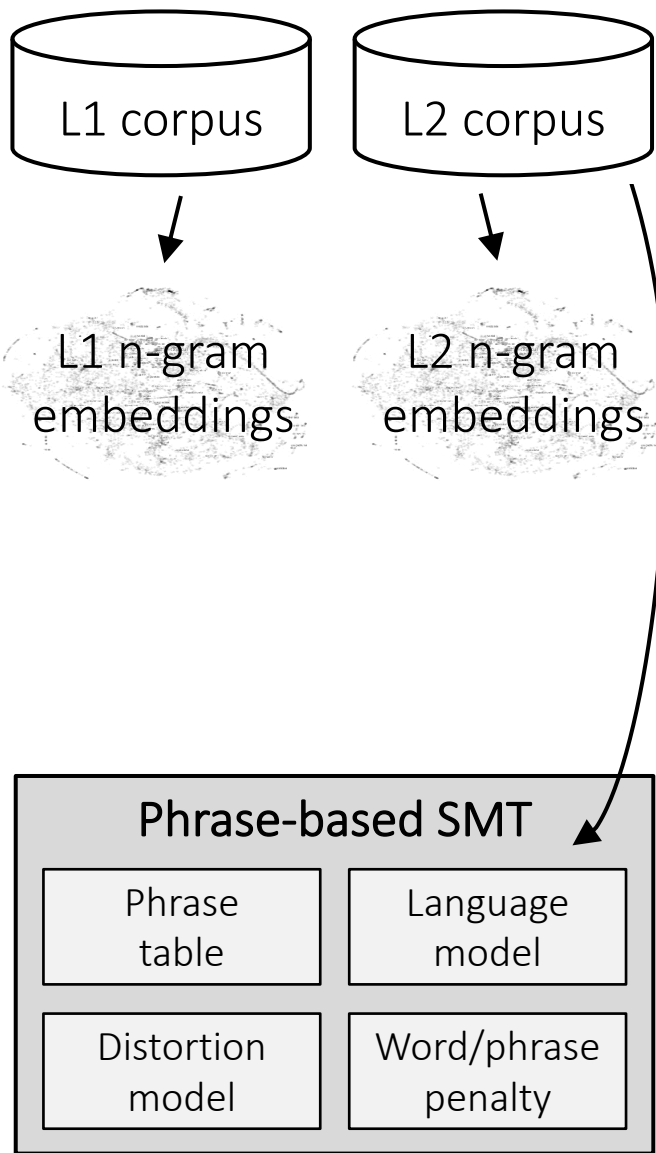 L1 corpus
L2 corpus
L1 n-gram
embeddings
L2 n-gram
embeddings
Phrase-based SMT
Phrase
table
Language
model
Distortion
model
Word/phrase
penalty